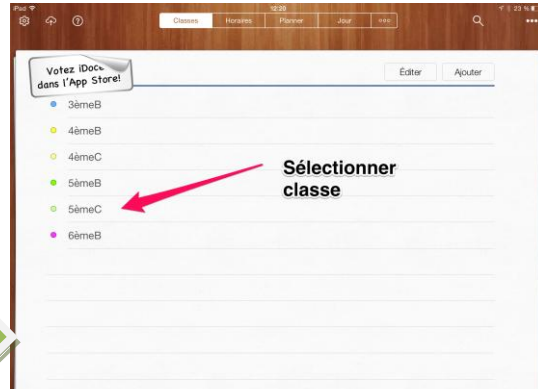 iPad
12:20
23 %
Classes
Horaires
Planner
Jour
Votez iDoce
dans l'App Store!
Éditer
Ajouter
3èmeB
4èmeB
4èmeC
5èmeB
5èmeC
6èmeB
Sélectionner
classe